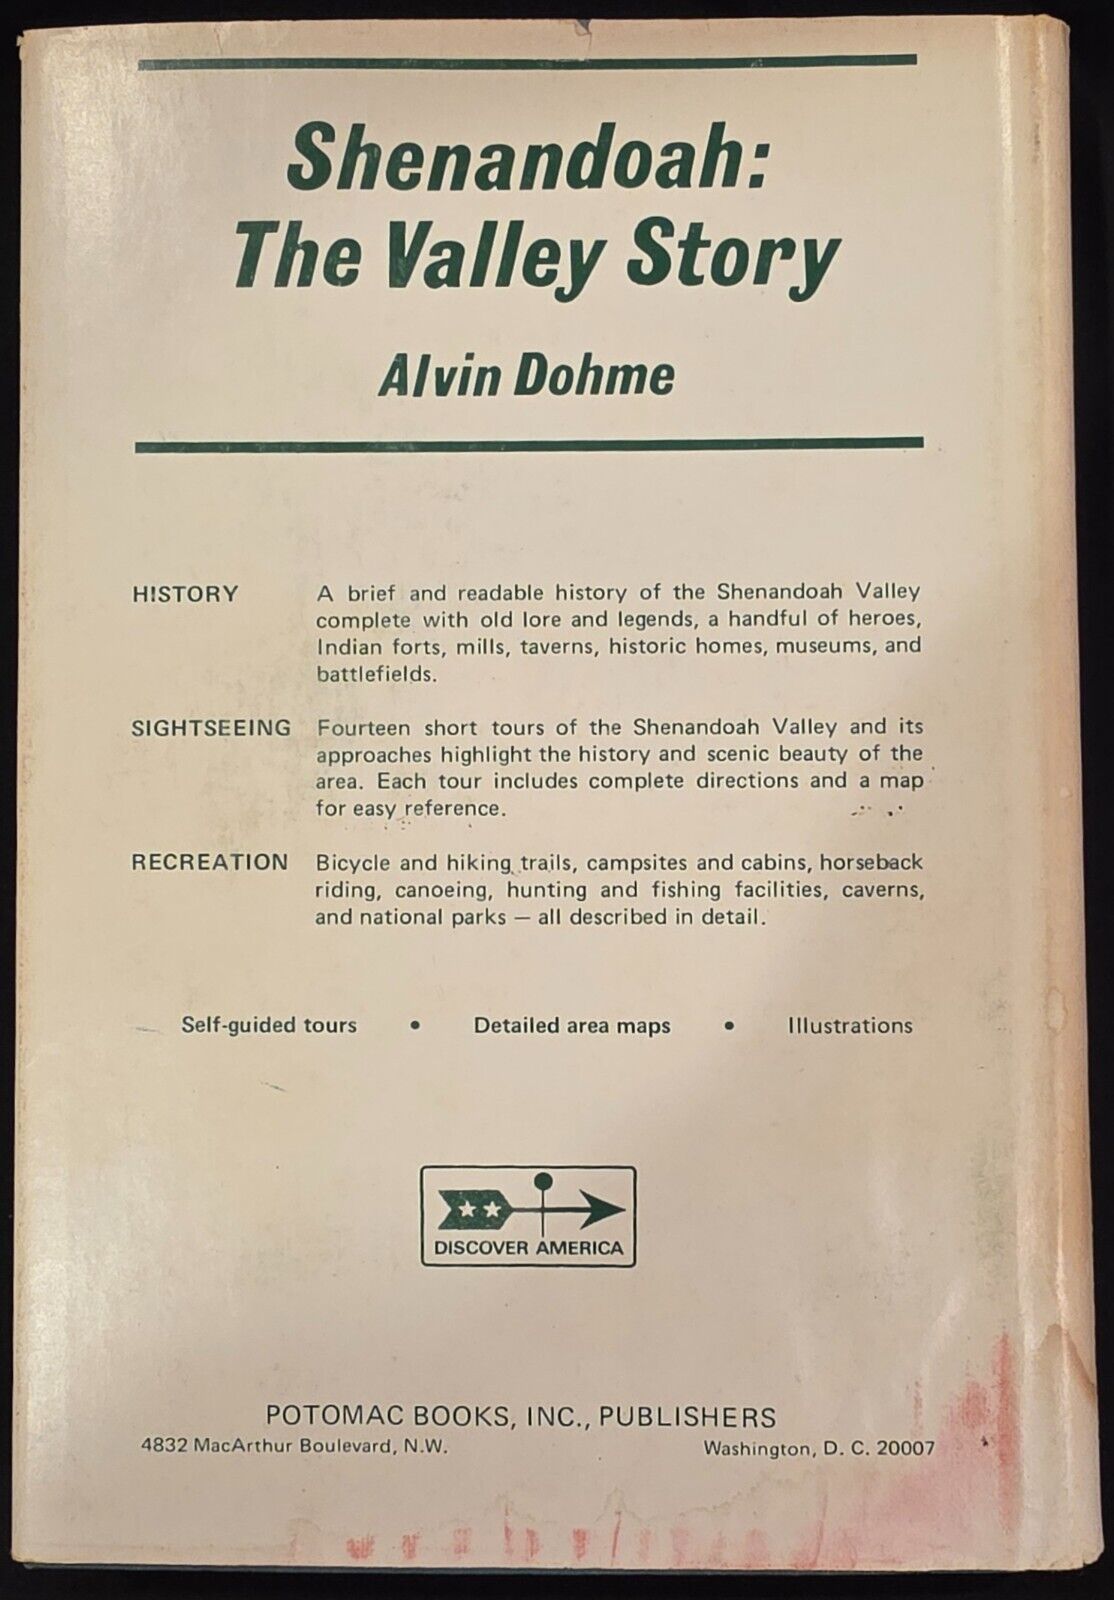 Shenandoah:
The Valley Story
Alvin Dohme
HISTORY A brief and readable history of the Shenandoah Valley
complete with old lore and legends, a handful of heroes,
Indian forts, mills, taverns, historic homes, museums, and
battlefields.
SIGHTSEEING Fourteen short tours of the Shenandoah Valley and its
approaches highlight the history and scenic beauty of the
area. Each tour includes complete directions and a map
for easy reference.
RECREATION Bicycle and hiking trails, campsites and cabins, horseback
riding, canoeing, hunting and fishing facilities, caverns,
and national parks — all described in detail.
Self-guided tours • Detailed area maps • Illustrations
DISCOVER AMERICA
POTOMAC BOOKS, INC., PUBLISHERS
4832 MacArthur Boulevard, N.W. Washington, D. C. 20007